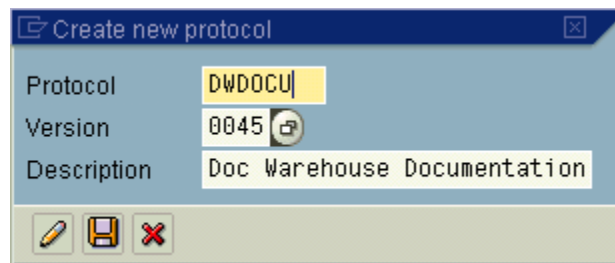 Create new protocol
Protocol DWDOCU
Version 0045
Description Doc Warehouse Documentation